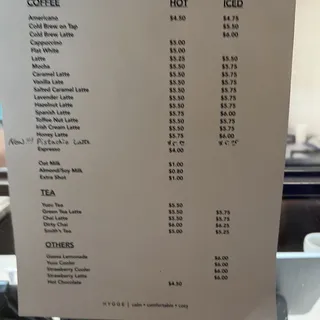 COFFEE HOT ICED
Americano $4.50 $4.75
Cold Brew on Tap $5.50
Cold Brew Latte $6.00
Cappuccino $5.00
Flat White $5.00
Latte $5.25 $5.50
Mocha $5.50 $5.75
Caramel Latte $5.50 $5.75
Vanilla Late $5.50 $5.75
Salted Caramel Latte $5.50 $5.75
Lavender Latte $5.50 $5.75
Hazelnut Latte $5.50 $5.75
Spanish Latte $5.75 $6.00
Toffee Nut Latte $5.50 $5.75
Irish Cream Latte $5.50 $5.75
Honey Latte $5.75 $6.00
New!!! Pistachio Latte
Espresso $4.00
Oat Milk $1.00
Almond/Soy Milk $0.80
Extra Shot $1.00
TEA
Yuzu Tea $5.50
Green Tea Latte $5.50 $5.75
Chai Latte $5.50 $5.75
Dirty Chai $6.00 $6.25
Smith's Tea $5.00 $5.25
OTHERS
Lemonade $6.00
Yuzu Cooler $6.00
Strawberry Cooler $6.00
Strawberry Latte $6.00
Hot Chocolate $4.50
HYGGE | calm • comfortable • cozy